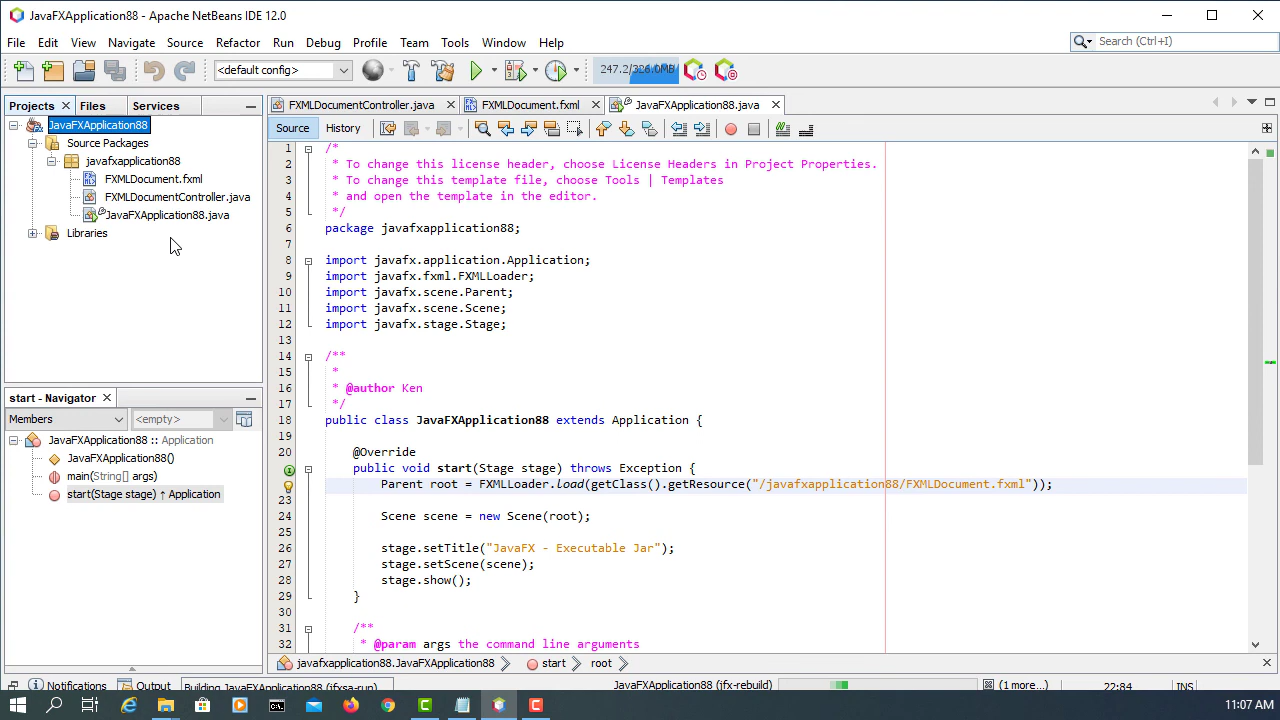 JavaFXApplication88 - Apache NetBeans IDE 12.0
File Edit View Navigate Source Refactor Run Debug Profile Team Tools Window Help
Search (Ctrl+I)
<default config>
247.2/326.0MB
Projects Files Services
JavaFXApplication88
Source Packages
javafxapplication88
FXMLDocument.fxml
FXMLDocumentController.java
JavaFXApplication88.java
Libraries
start - Navigator
Members <empty>
JavaFXApplication88 :: Application
JavaFXApplication88()
main(String[] args)
start(Stage stage) ↑ Application
FXMLDocumentController.java FXMLDocument.fxml JavaFXApplication88.java
Source History
1 /*
2 * To change this license header, choose License Headers in Project Properties.
3 * To change this template file, choose Tools | Templates
4 * and open the template in the editor.
5 */
6 package javafxapplication88;
7
8 import javafx.application.Application;
9 import javafx.fxml.FXMLLoader;
10 import javafx.scene.Parent;
11 import javafx.scene.Scene;
12 import javafx.stage.Stage;
13
14 /**
15 *
16 * @author Ken
17 */
18 public class JavaFXApplication88 extends Application {
19
20 @Override
public void start(Stage stage) throws Exception {
Parent root = FXMLLoader.load(getClass().getResource("/javafxapplication88/FXMLDocument.fxml"));
23
24 Scene scene = new Scene(root);
25
26 stage.setTitle("JavaFX - Executable Jar");
27 stage.setScene(scene);
28 stage.show();
29 }
30
31 /**
32 * @param args the command line arguments
javafxapplication88.JavaFXApplication88 start root
Notifications Output Building JavaFXApplication88 (jfxsa-run)... JavaFXApplication88 (jfx-rebuild) (1 more...) 22:84 INS
11:07 AM